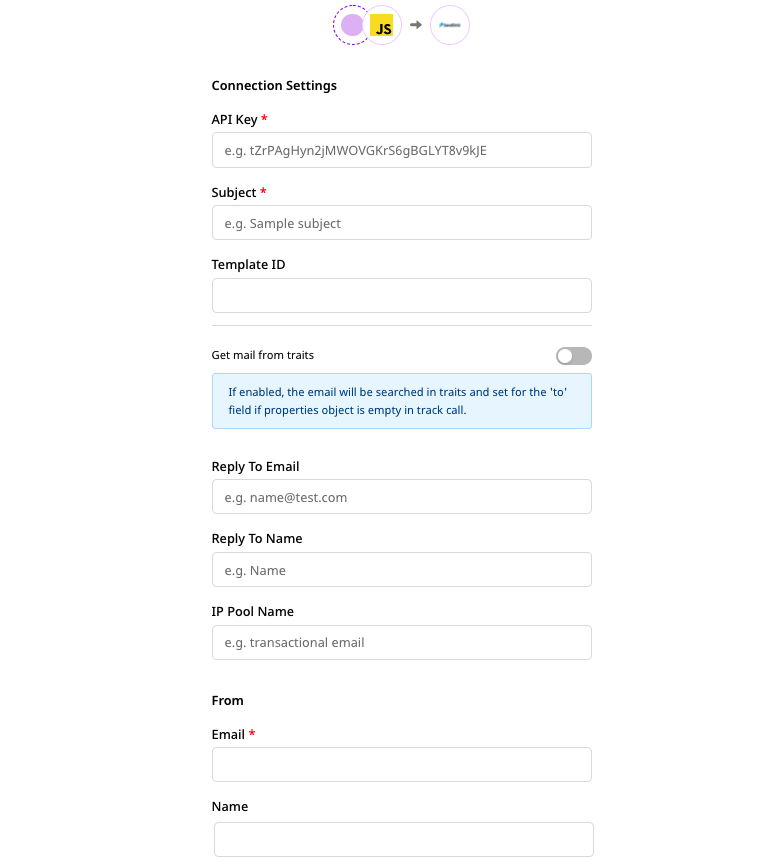 JS
Connection Settings
API Key *
e.g. tZrPAgHyn2jMWOVGKrS6gBGLYT8v9kJE
Subject *
e.g. Sample subject
Template ID
Get mail from traits
If enabled, the email will be searched in traits and set for the 'to'
field if properties object is empty in track call.
Reply To Email
e.g. name@test.com
Reply To Name
e.g. Name
IP Pool Name
e.g. transactional email
From
Email *
Name